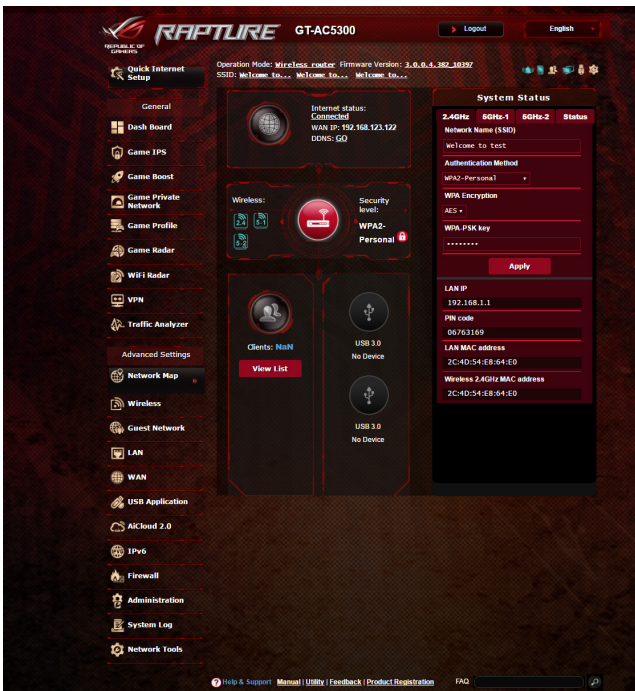 REPUBLIC OF
GAMERS
RAPTURE
GT-AC5300
Logout
English
Quick Internet
Setup
Operation Mode: Wireless router Firmware Version: 3.0.0.4.382_10397
SSID: Welcome to... Welcome to... Welcome to...
General
Dash Board
Game IPS
Game Boost
Game Private
Network
Game Profile
Game Radar
WiFi Radar
VPN
Traffic Analyzer
Advanced Settings
Network Map
Wireless
Guest Network
LAN
WAN
USB Application
AiCloud 2.0
IPv6
Firewall
Administration
System Log
Network Tools
Internet status:
Connected
WAN IP: 192.168.123.122
DDNS: GO
Wireless:
2.4
5-1
5-2
Security
level:
WPA2-
Personal
Clients: NaN
View List
USB 3.0
No Device
USB 3.0
No Device
System Status
2.4GHz 5GHz-1 5GHz-2 Status
Network Name (SSID)
Welcome to test
Authentication Method
WPA2-Personal
WPA Encryption
AES
WPA-PSK key
••••••••
Apply
LAN IP
192.168.1.1
PIN code
06763169
LAN MAC address
2C:4D:54:E8:64:E0
Wireless 2.4GHz MAC address
2C:4D:54:E8:64:E0
? Help & Support Manual | Utility | Feedback | Product Registration FAQ